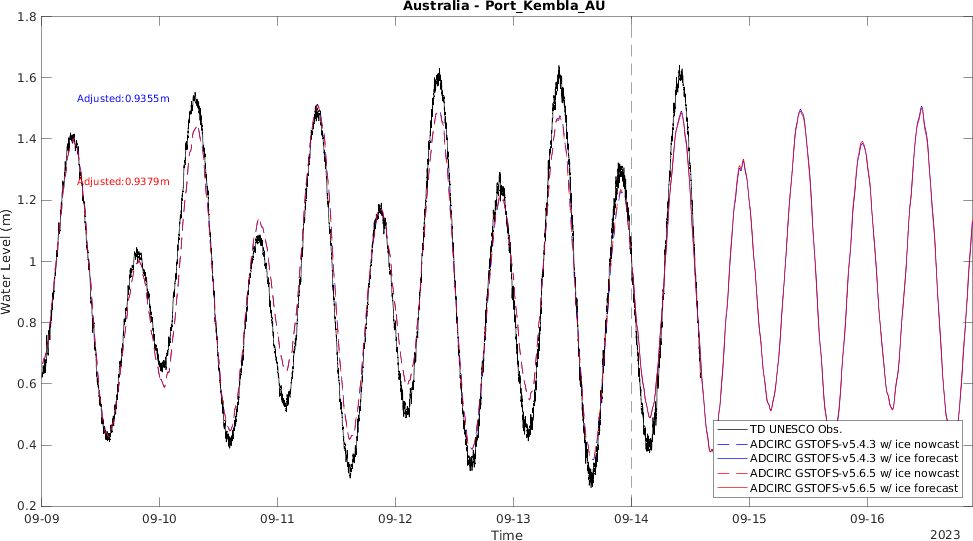 Australia - Port_Kembla_AU
1.8
1.6
1.4
1.2
1
0.8
0.6
0.4
0.2
Water Level (m)
Adjusted:0.9355m
Adjusted:0.9379m
TD UNESCO Obs.
ADCIRC GSTOFS-v5.4.3 w/ ice nowcast
ADCIRC GSTOFS-v5.4.3 w/ ice forecast
ADCIRC GSTOFS-v5.6.5 w/ ice nowcast
ADCIRC GSTOFS-v5.6.5 w/ ice forecast
09-09 09-10 09-11 09-12 09-13 09-14 09-15 09-16
Time
2023